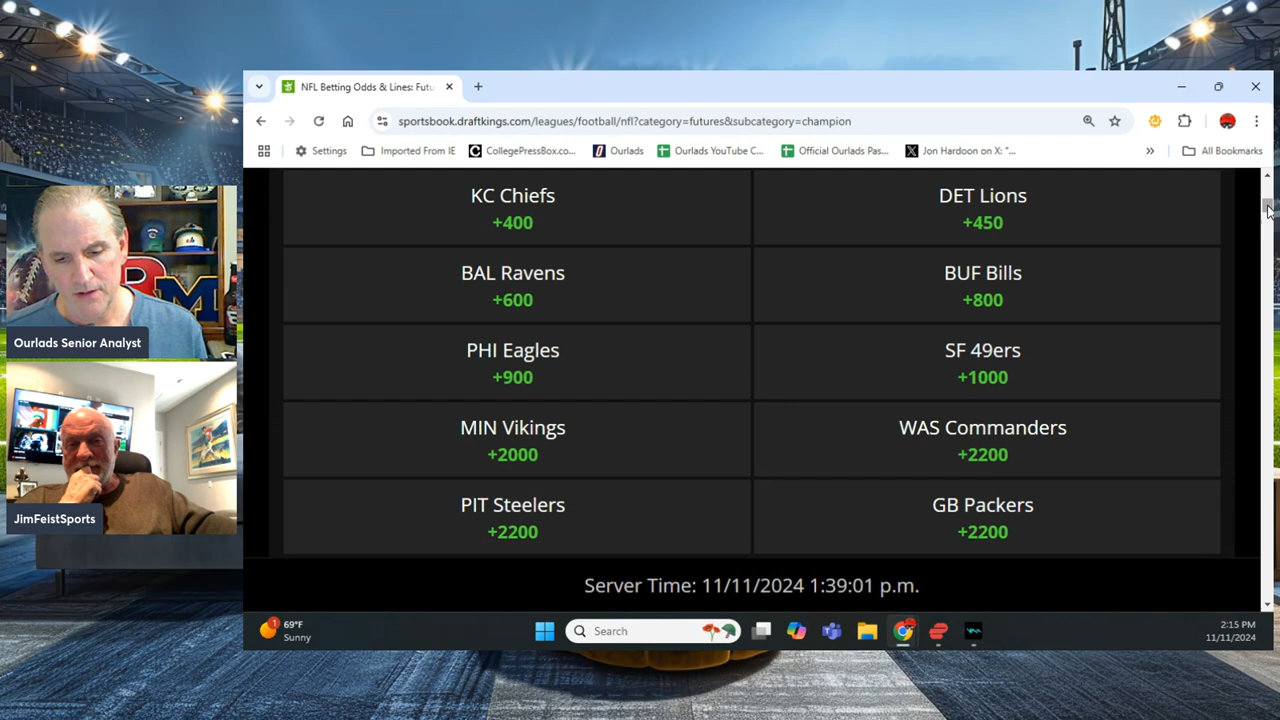 NFL Betting Odds & Lines: Futu
sportsbook.draftkings.com/leagues/football/nfl?category=futures&subcategory=champion
Settings
Imported From IE
CollegePressBox.co...
Ourlads
Ourlads YouTube C...
Official Ourlads Pas...
Jon Hardoon on X: "...
All Bookmarks
KC Chiefs
+400
DET Lions
+450
BAL Ravens
+600
BUF Bills
+800
PHI Eagles
+900
SF 49ers
+1000
MIN Vikings
+2000
WAS Commanders
+2200
PIT Steelers
+2200
GB Packers
+2200
Server Time: 11/11/2024 1:39:01 p.m.
M
Ourlads Senior Analyst
JimFeistSports
1
69°F
Sunny
Search
2:15 PM
11/11/2024